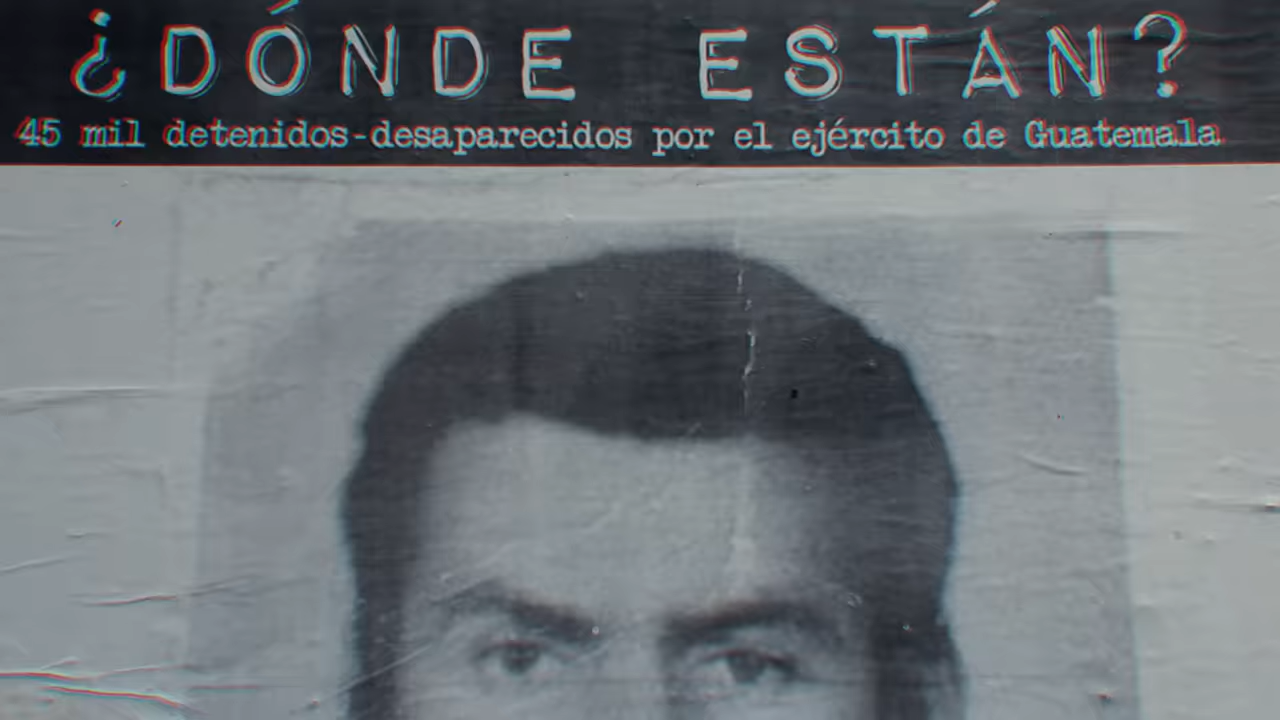 ¿DÓNDE ESTÁN?
45 mil detenidos-desaparecidos por el ejército de Guatemala